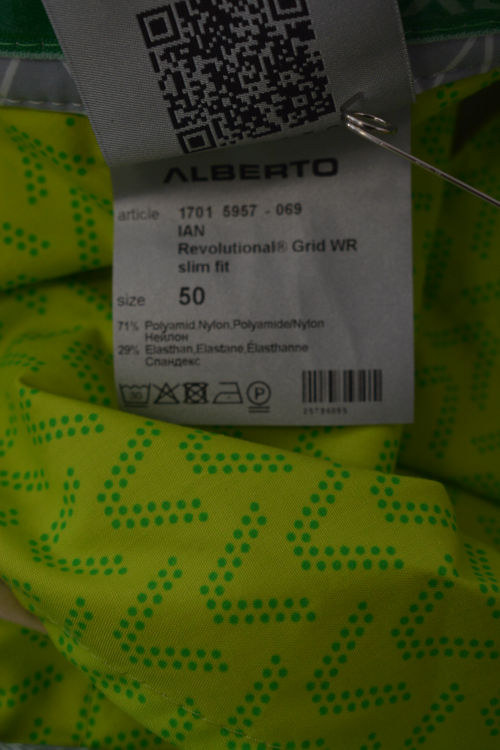 ALBERTO
article 1701 5957 - 069
IAN
Revolutional® Grid WR
slim fit
size 50
71% Polyamid,Nylon,Polyamide/Nylon
Нейлон
29% Elasthan,Elastane,Élasthanne
Спандекс
30 P